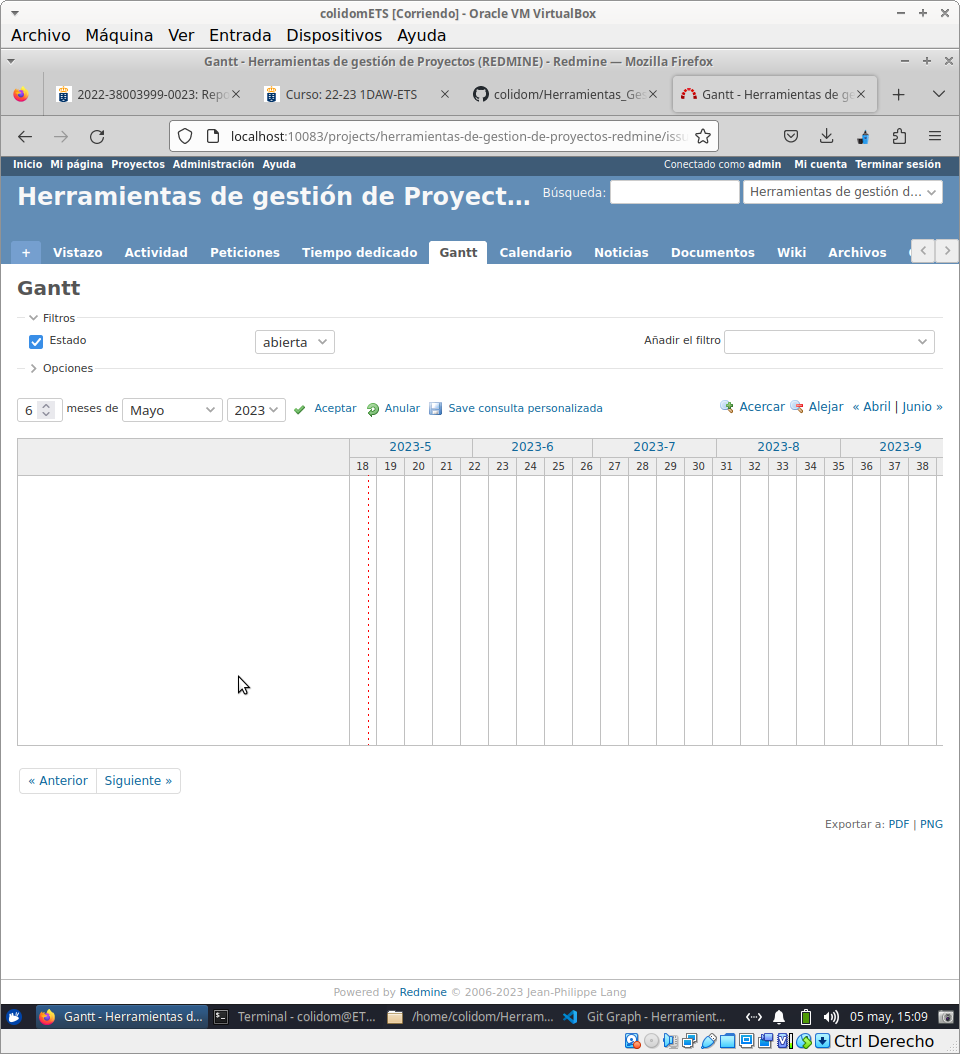 colidomETS [Corriendo] - Oracle VM VirtualBox
Archivo Máquina Ver Entrada Dispositivos Ayuda
Gantt - Herramientas de gestión de Proyectos (REDMINE) - Redmine — Mozilla Firefox
2022-38003999-0023: Repo Curso: 22-23 1DAW-ETS colidom/Herramientas_Ges Gantt - Herramientas de ge
localhost:10083/projects/herramientas-de-gestion-de-proyectos-redmine/issu
Inicio Mi página Proyectos Administración Ayuda Conectado como admin Mi cuenta Terminar sesión
Herramientas de gestión de Proyect... Búsqueda: Herramientas de gestión d...
+ Vistazo Actividad Peticiones Tiempo dedicado Gantt Calendario Noticias Documentos Wiki Archivos
Gantt
Filtros
Estado abierta Añadir el filtro
Opciones
6 meses de Mayo 2023 Aceptar Anular Save consulta personalizada Acercar Alejar « Abril | Junio »
2023-5 2023-6 2023-7 2023-8 2023-9
18 19 20 21 22 23 24 25 26 27 28 29 30 31 32 33 34 35 36 37 38
« Anterior Siguiente »
Exportar a: PDF | PNG
Powered by Redmine © 2006-2023 Jean-Philippe Lang
Gantt - Herramientas d... Terminal - colidom@ET... /home/colidom/Herram... Git Graph - Herramient... 05 may, 15:09
Ctrl Derecho